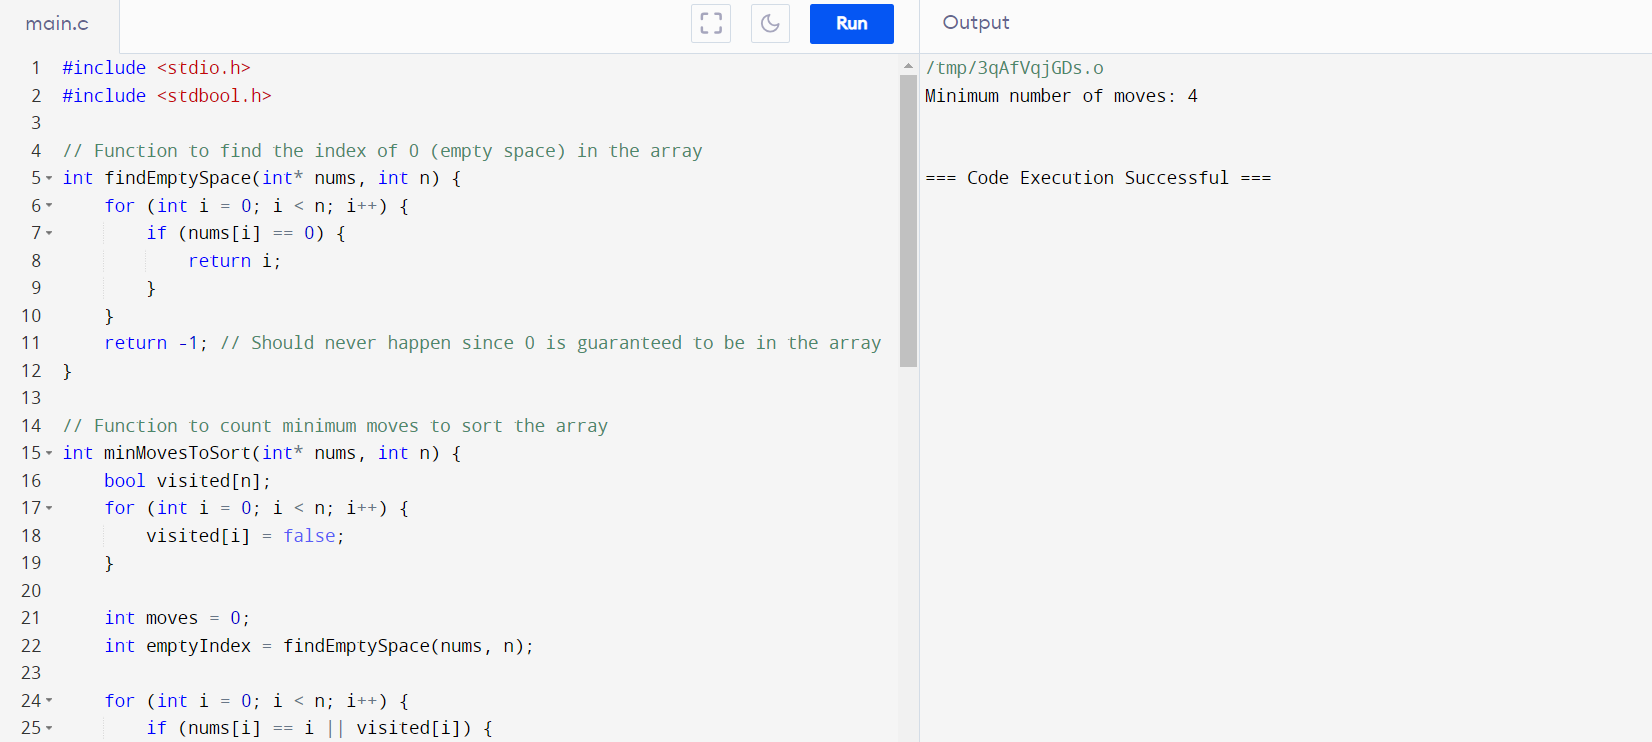 main.c
Run
Output
1 #include <stdio.h>
2 #include <stdbool.h>
3
4 // Function to find the index of 0 (empty space) in the array
5 int findEmptySpace(int* nums, int n) {
6     for (int i = 0; i < n; i++) {
7         if (nums[i] == 0) {
8             return i;
9         }
10     }
11     return -1; // Should never happen since 0 is guaranteed to be in the array
12 }
13
14 // Function to count minimum moves to sort the array
15 int minMovesToSort(int* nums, int n) {
16     bool visited[n];
17     for (int i = 0; i < n; i++) {
18         visited[i] = false;
19     }
20
21     int moves = 0;
22     int emptyIndex = findEmptySpace(nums, n);
23
24     for (int i = 0; i < n; i++) {
25         if (nums[i] == i || visited[i]) {
/tmp/3qAfVqjGDs.o
Minimum number of moves: 4
=== Code Execution Successful ===